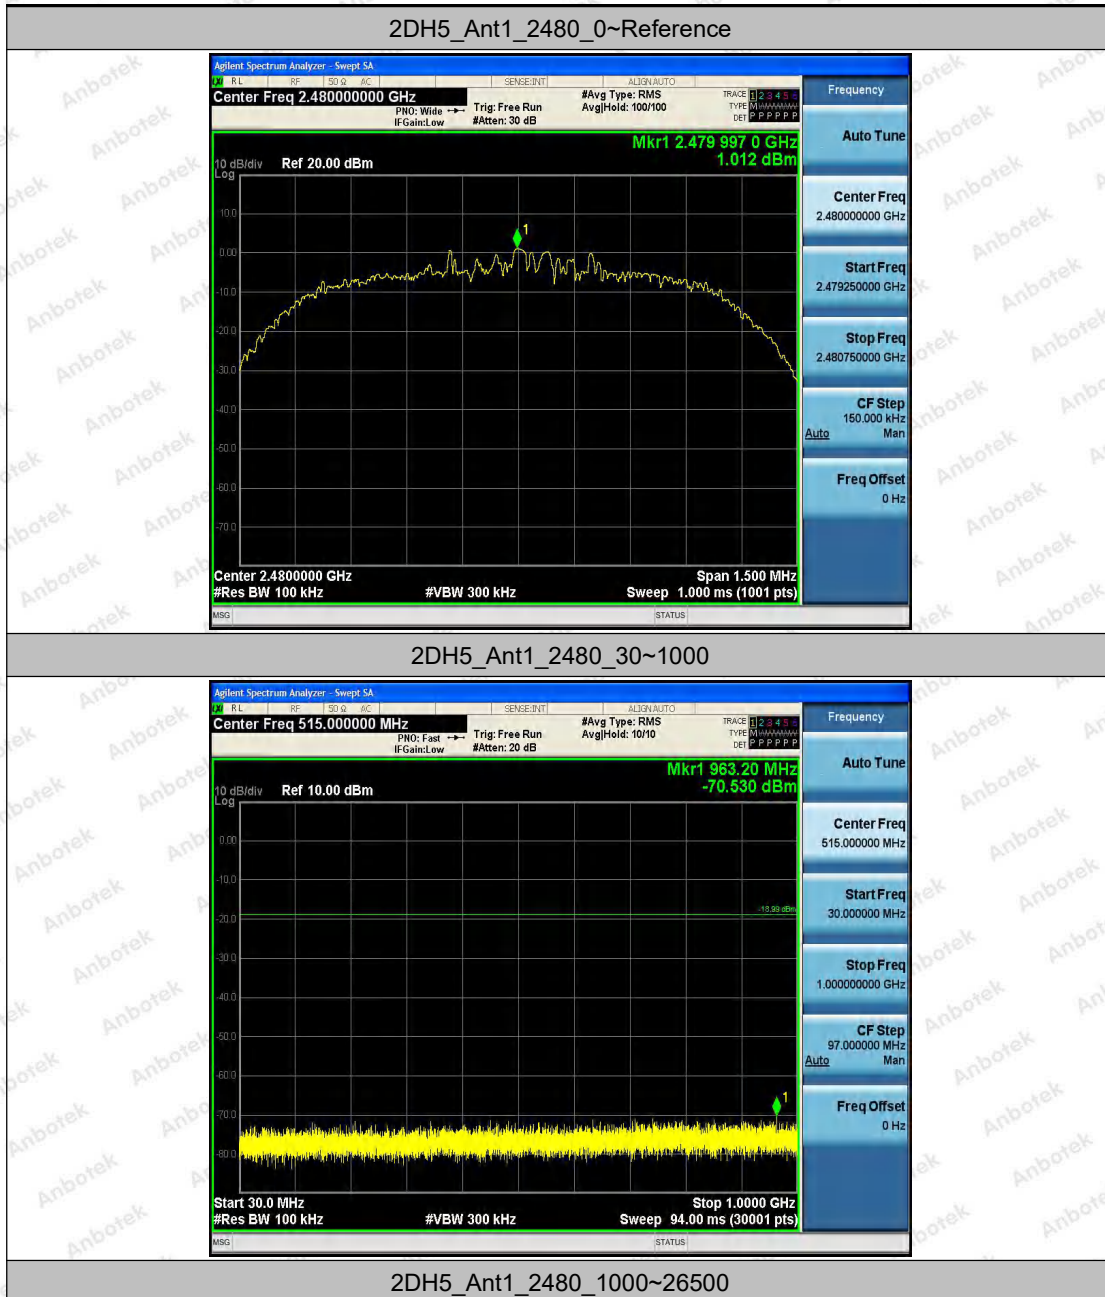 2DH5_Ant1_2480_0~Reference
Agilent Spectrum Analyzer - Swept SA
RL RF 50 Ω AC SENSE:INT ALIGN AUTO
Center Freq 2.480000000 GHz
PNO: Wide
IFGain:Low
Trig: Free Run
#Atten: 30 dB
#Avg Type: RMS
Avg|Hold: 100/100
TRACE 1 2 3 4 5 6
TYPE M WWWWW
DET P P P P P P
Mkr1 2.479 997 0 GHz
1.012 dBm
10 dB/div Ref 20.00 dBm
Log
10.0
0.00
-10.0
-20.0
-30.0
-40.0
-50.0
-60.0
-70.0
1
Center 2.4800000 GHz Span 1.500 MHz
#Res BW 100 kHz #VBW 300 kHz Sweep 1.000 ms (1001 pts)
MSG STATUS
Frequency
Auto Tune
Center Freq
2.480000000 GHz
Start Freq
2.479250000 GHz
Stop Freq
2.480750000 GHz
CF Step
150.000 kHz
Auto Man
Freq Offset
0 Hz
2DH5_Ant1_2480_30~1000
Agilent Spectrum Analyzer - Swept SA
RL RF 50 Ω AC SENSE:INT ALIGN AUTO
Center Freq 515.000000 MHz
PNO: Fast
IFGain:Low
Trig: Free Run
#Atten: 20 dB
#Avg Type: RMS
Avg|Hold: 10/10
TRACE 1 2 3 4 5 6
TYPE M WWWWW
DET P P P P P P
Mkr1 963.20 MHz
-70.530 dBm
10 dB/div Ref 10.00 dBm
Log
0.00
-10.0
-20.0
-30.0
-40.0
-50.0
-60.0
-70.0
-80.0
-18.99 dBm
1
Start 30.0 MHz Stop 1.0000 GHz
#Res BW 100 kHz #VBW 300 kHz Sweep 94.00 ms (30001 pts)
MSG STATUS
Frequency
Auto Tune
Center Freq
515.000000 MHz
Start Freq
30.000000 MHz
Stop Freq
1.000000000 GHz
CF Step
97.000000 MHz
Auto Man
Freq Offset
0 Hz
2DH5_Ant1_2480_1000~26500
Anbotek